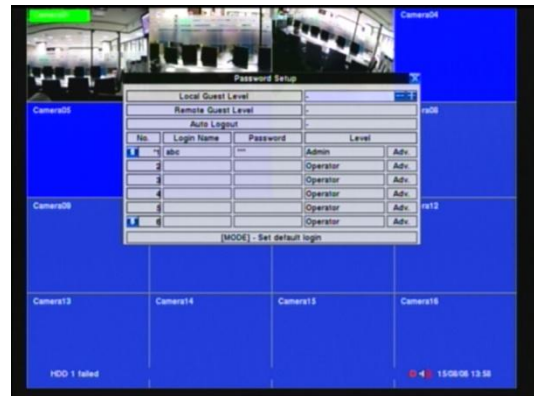 Camera04
Password Setup
Local Guest Level -
Remote Guest Level -
Auto Logout -
No. Login Name Password Level
*1 abc *** Admin Adv.
2 Operator Adv.
3 Operator Adv.
4 Operator Adv.
5 Operator Adv.
6 Operator Adv.
[MODE] - Set default login
Camera05
ra08
Camera09
ra12
Camera13 Camera14 Camera15 Camera16
HDD 1 failed
15/08/06 13:58